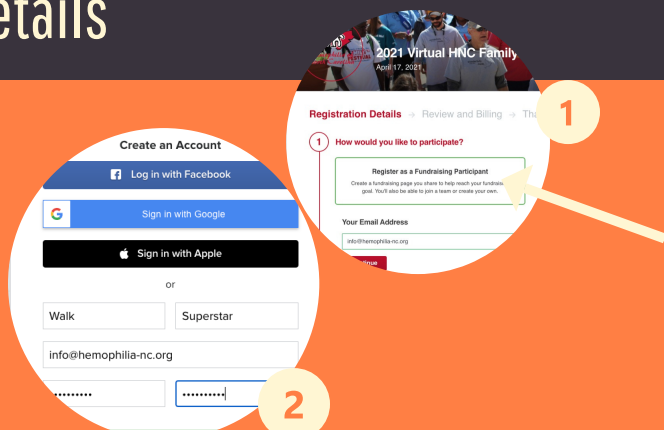 etails
2021 Virtual HNC Family
April 17, 2021
1
Registration Details → Review and Billing →
1 How would you like to participate?
Register as a Fundraising Participant
Create a fundraising page you share to help reach your fundrais
goal. You'll also be able to join a team or create your own.
Your Email Address
info@hemophilia-nc.org
tinue
Create an Account
Log in with Facebook
Sign in with Google
Sign in with Apple
or
Walk Superstar
info@hemophilia-nc.org
••••••••• ••••••••••
2